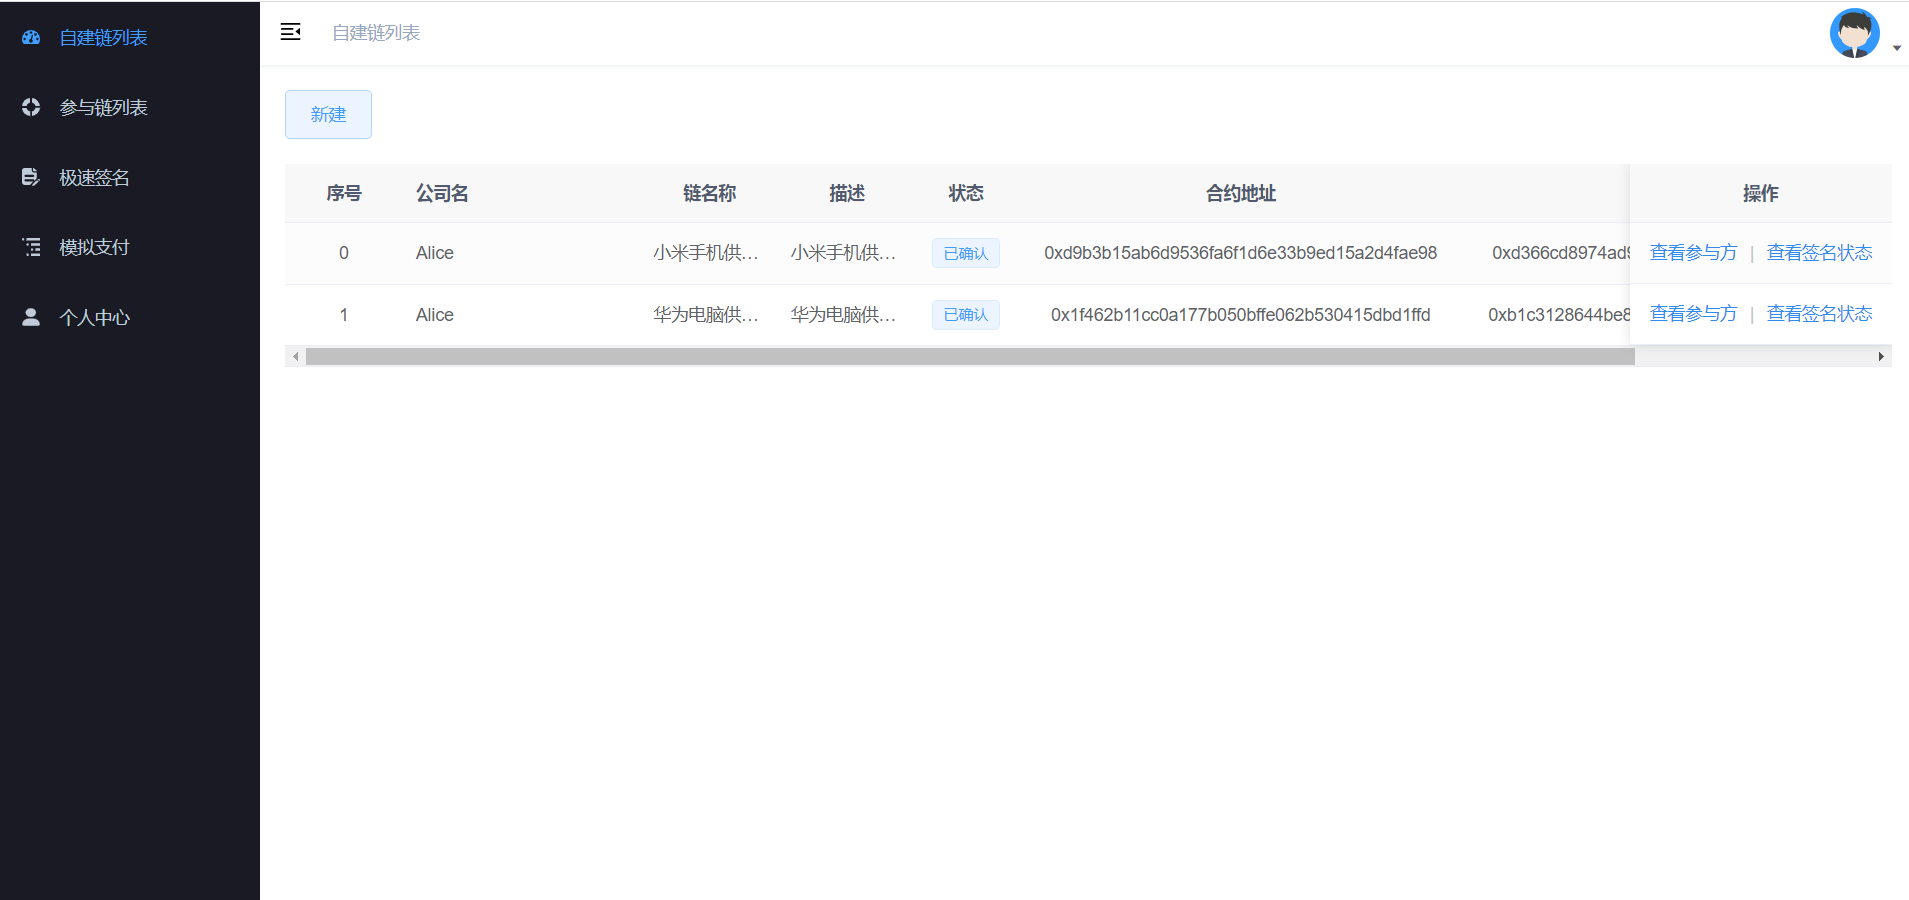 自建链列表
参与链列表
极速签名
模拟支付
个人中心
自建链列表
新建
序号 公司名 链名称 描述 状态 合约地址 操作
0 Alice 小米手机供... 小米手机供... 已确认 0xd9b3b15ab6d9536fa6f1d6e33b9ed15a2d4fae98 0xd366cd8974ad9 查看参与方 | 查看签名状态
1 Alice 华为电脑供... 华为电脑供... 已确认 0x1f462b11cc0a177b050bffe062b530415dbd1ffd 0xb1c3128644be8 查看参与方 | 查看签名状态